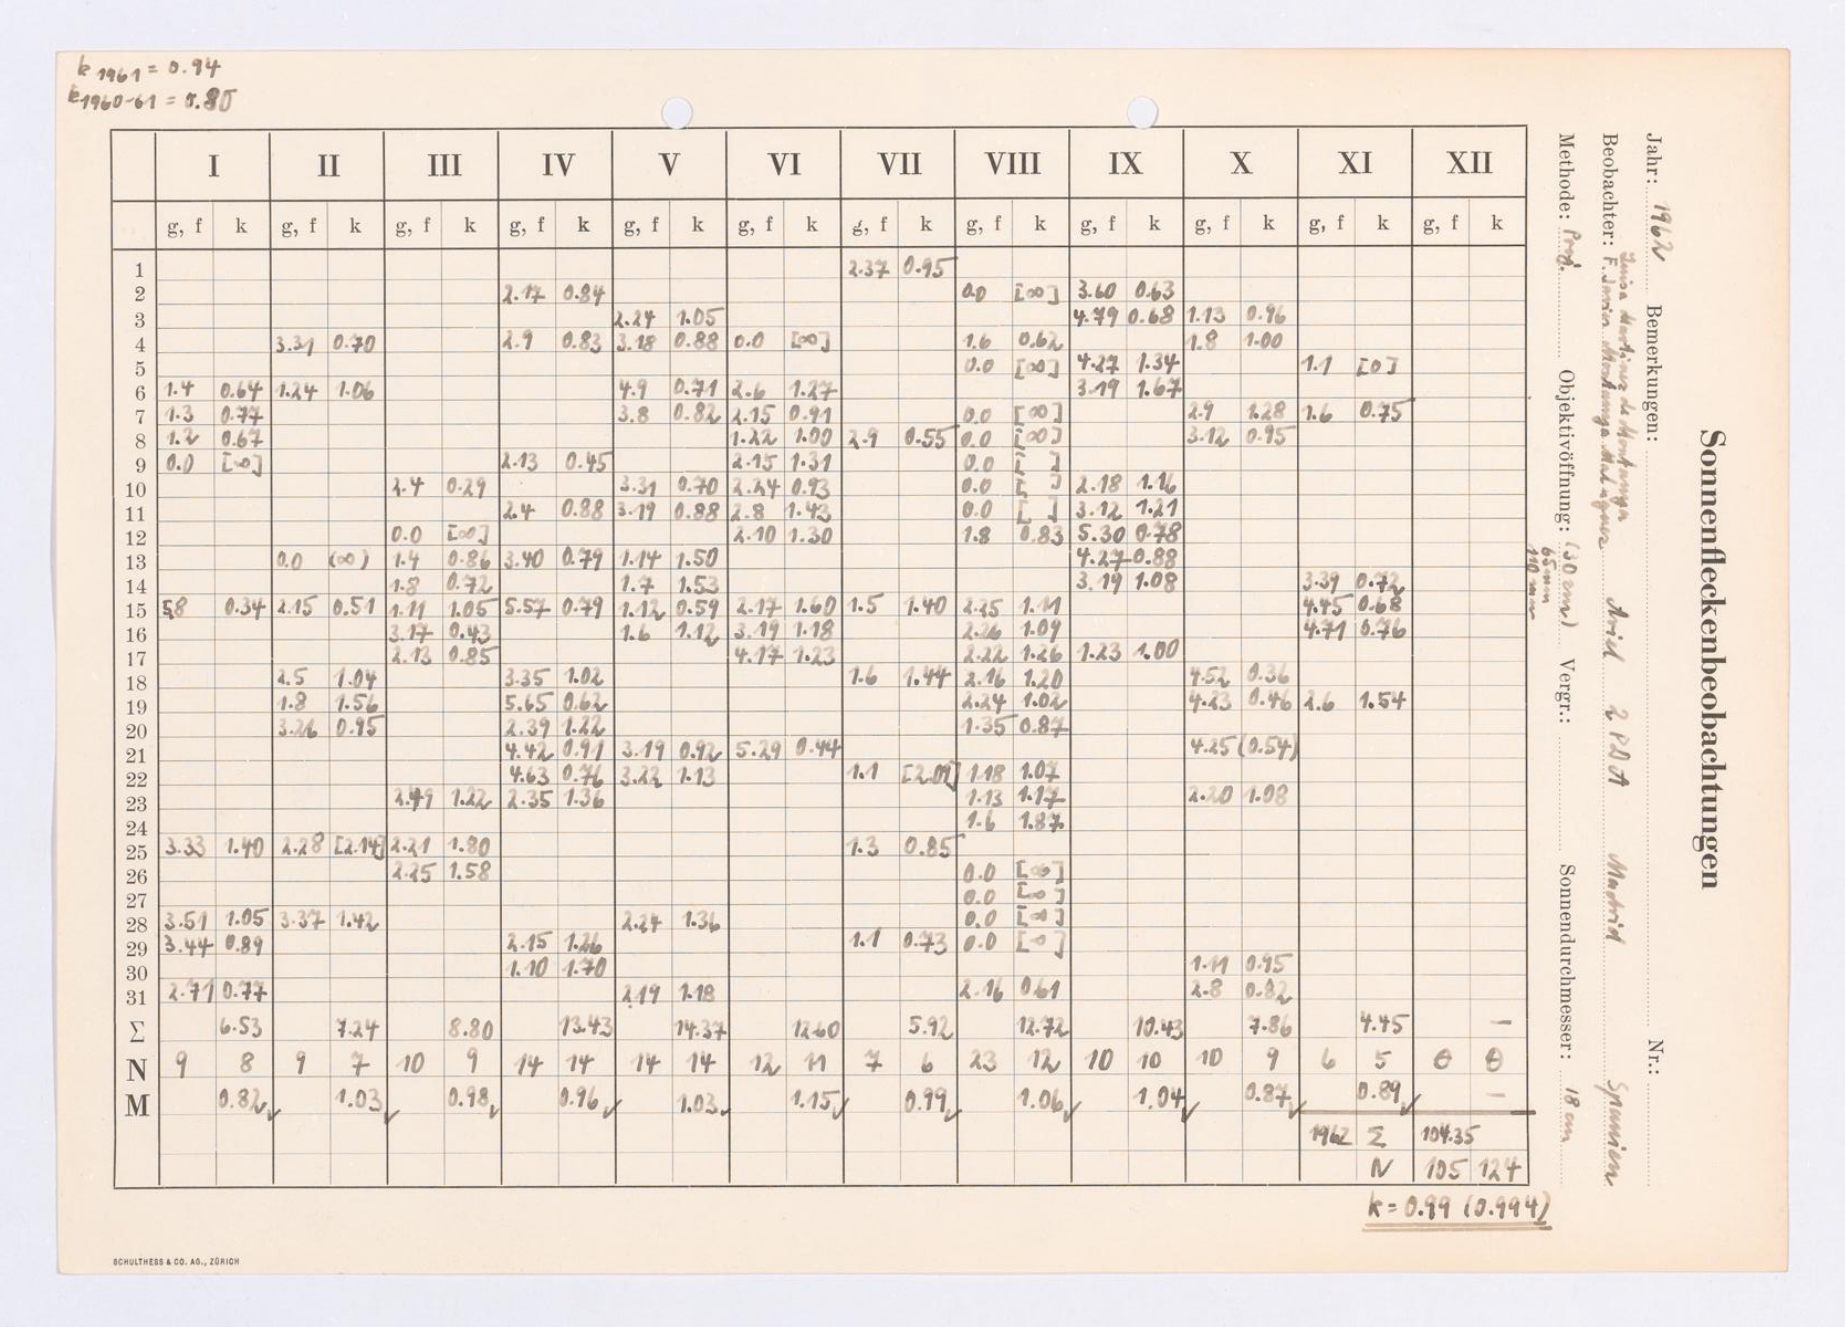 k 1961 = 0.94
k 1960-61 = 0.80
I II III IV V VI VII VIII IX X XI XII
g, f k g, f k g, f k g, f k g, f k g, f k g, f k g, f k g, f k g, f k g, f k g, f k
1 2.37 0.95
2 2.17 0.84 0.0 [∞] 3.60 0.63
3 2.24 1.05 4.79 0.68 1.13 0.96
4 3.31 0.70 2.9 0.83 3.18 0.88 0.0 [∞] 1.6 0.62 1.8 1.00
5 0.0 [∞] 4.27 1.34 1.1 [0]
6 1.4 0.64 1.24 1.06 4.9 0.71 2.6 1.27 3.19 1.67
7 1.3 0.77 3.8 0.82 2.15 0.91 0.0 [∞] 2.9 1.28 1.6 0.75
8 1.2 0.67 1.22 1.00 2.9 0.55 0.0 [∞] 3.12 0.95
9 0.0 [∞] 2.13 0.45 2.15 1.31 0.0 [ ]
10 2.4 0.29 3.31 0.70 2.24 0.93 0.0 [ ] 2.18 1.16
11 2.4 0.88 3.19 0.88 2.8 1.43 0.0 [ ] 3.12 1.21
12 0.0 [∞] 2.10 1.30 1.8 0.83 5.30 0.78
13 0.0 (∞) 1.4 0.86 3.40 0.79 1.14 1.50 4.27 0.88
14 1.8 0.72 1.7 1.53 3.19 1.08 3.39 0.72
15 5.8 0.34 2.15 0.51 1.11 1.05 5.57 0.79 1.12 0.59 2.17 1.60 1.5 1.40 2.25 1.11 4.45 0.68
16 3.17 0.43 1.6 1.12 3.19 1.18 2.26 1.09 4.71 0.76
17 2.13 0.85 4.17 1.23 2.22 1.26 1.23 1.00
18 2.5 1.04 3.35 1.02 1.6 1.44 2.16 1.20 4.52 0.36
19 1.8 1.56 5.65 0.62 2.24 1.02 4.23 0.46 2.6 1.54
20 3.26 0.95 2.39 1.22 1.35 0.87
21 4.42 0.91 3.19 0.92 5.29 0.44 4.25 (0.54)
22 4.63 0.76 3.22 1.13 1.1 [2.09] 1.18 1.07
23 2.49 1.22 2.35 1.36 1.13 1.17 2.20 1.08
24 1.6 1.87
25 3.33 1.40 2.28 [2.14] 2.21 1.80 1.3 0.85
26 2.25 1.58 0.0 [∞]
27 0.0 [∞]
28 3.51 1.05 3.37 1.42 2.24 1.36 0.0 [∞]
29 3.44 0.89 2.15 1.26 1.1 0.73 0.0 [∞]
30 1.10 1.70 1.11 0.95
31 2.71 0.77 2.19 1.18 2.16 0.61 2.8 0.82
Σ 6.53 7.24 8.80 13.43 14.37 12.60 5.92 12.72 10.43 7.86 4.45 —
N 9 8 9 7 10 9 14 14 14 14 12 11 7 6 23 12 10 10 10 9 6 5 0 0
M 0.82 1.03 0.98 0.96 1.03 1.15 0.99 1.06 1.04 0.87 0.89 —
1962 Σ 104.35
N 105 124
k = 0.99 (0.994)
SCHULTHESS & CO. AG., ZÜRICH
Sonnenfleckenbeobachtungen
Jahr: 1962 Bemerkungen: Nr.:
Beobachter: F. Javier Madrid Spanien
Methode: Proj. Objektivöffnung: Vergr.: Sonnendurchmesser: 18 cm
65 mm
110 mm